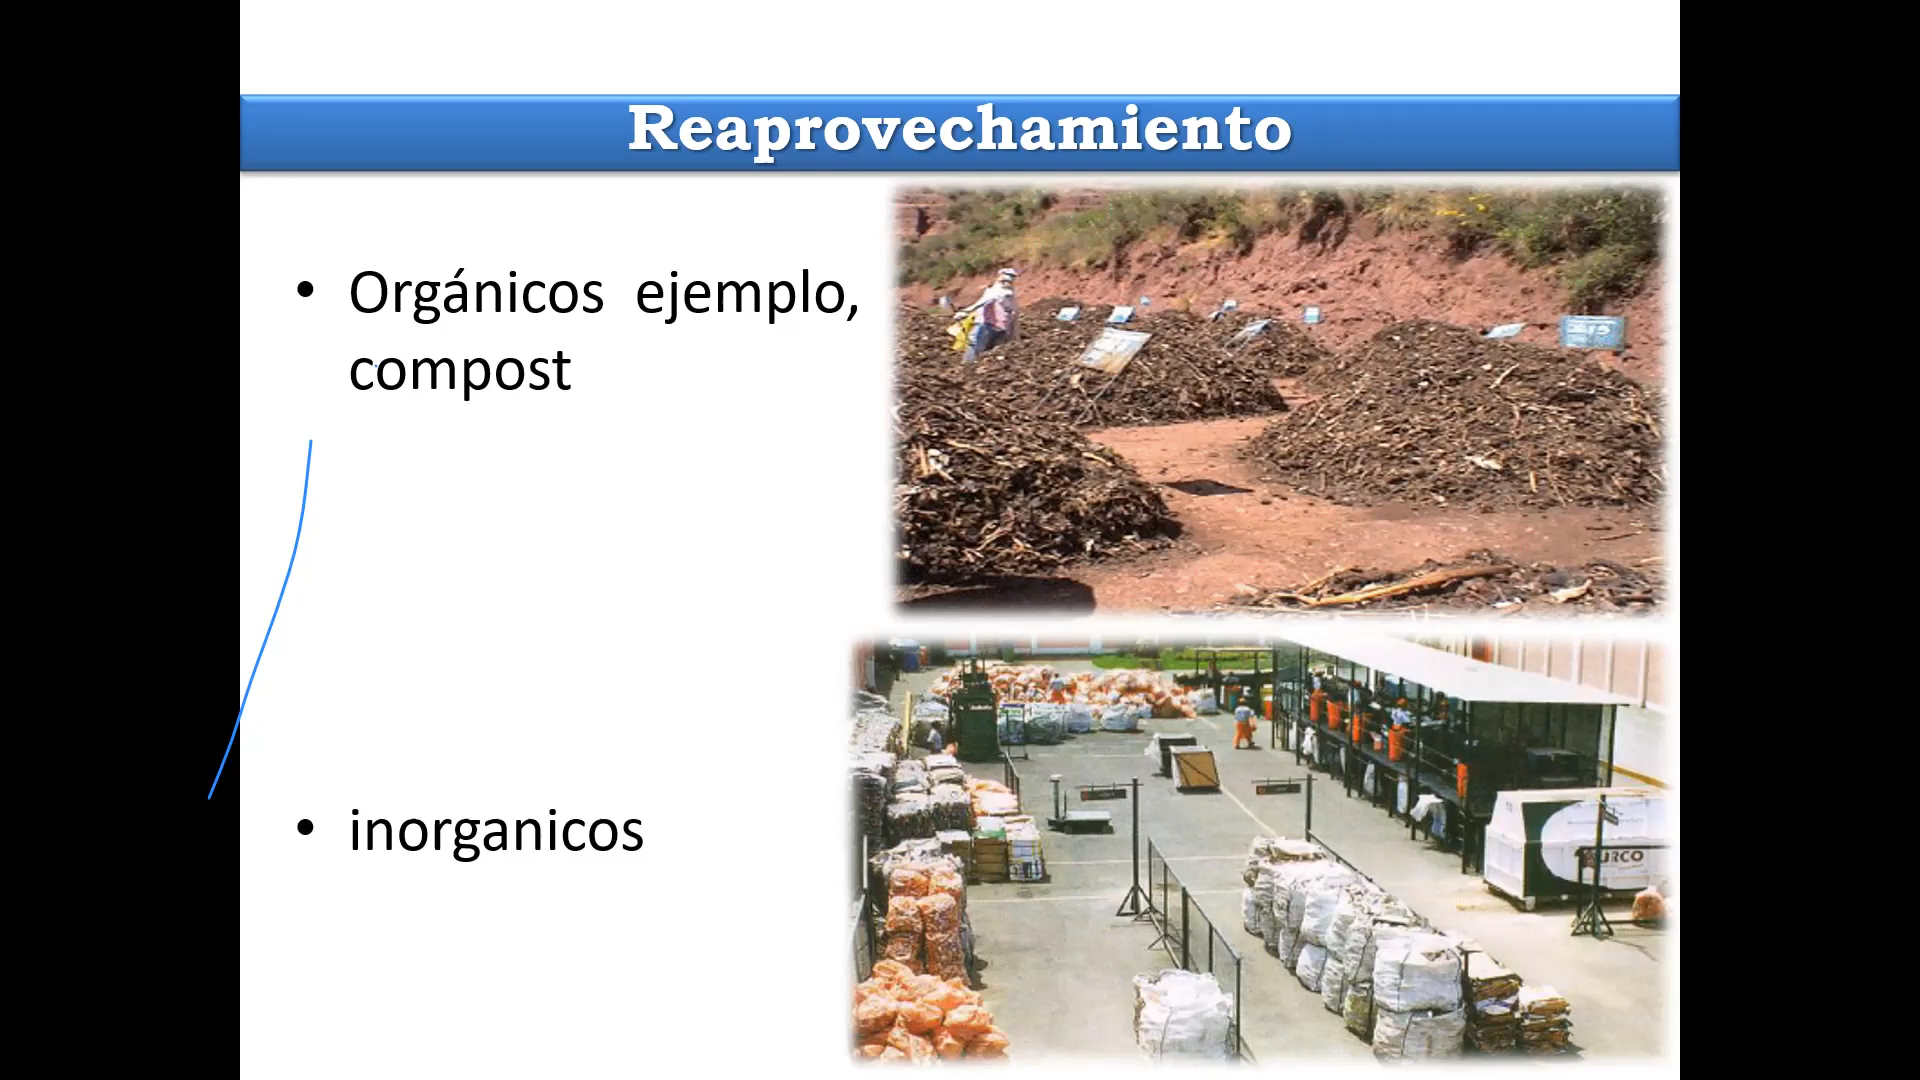 Reaprovechamiento
• Orgánicos ejemplo,
compost
• inorganicos